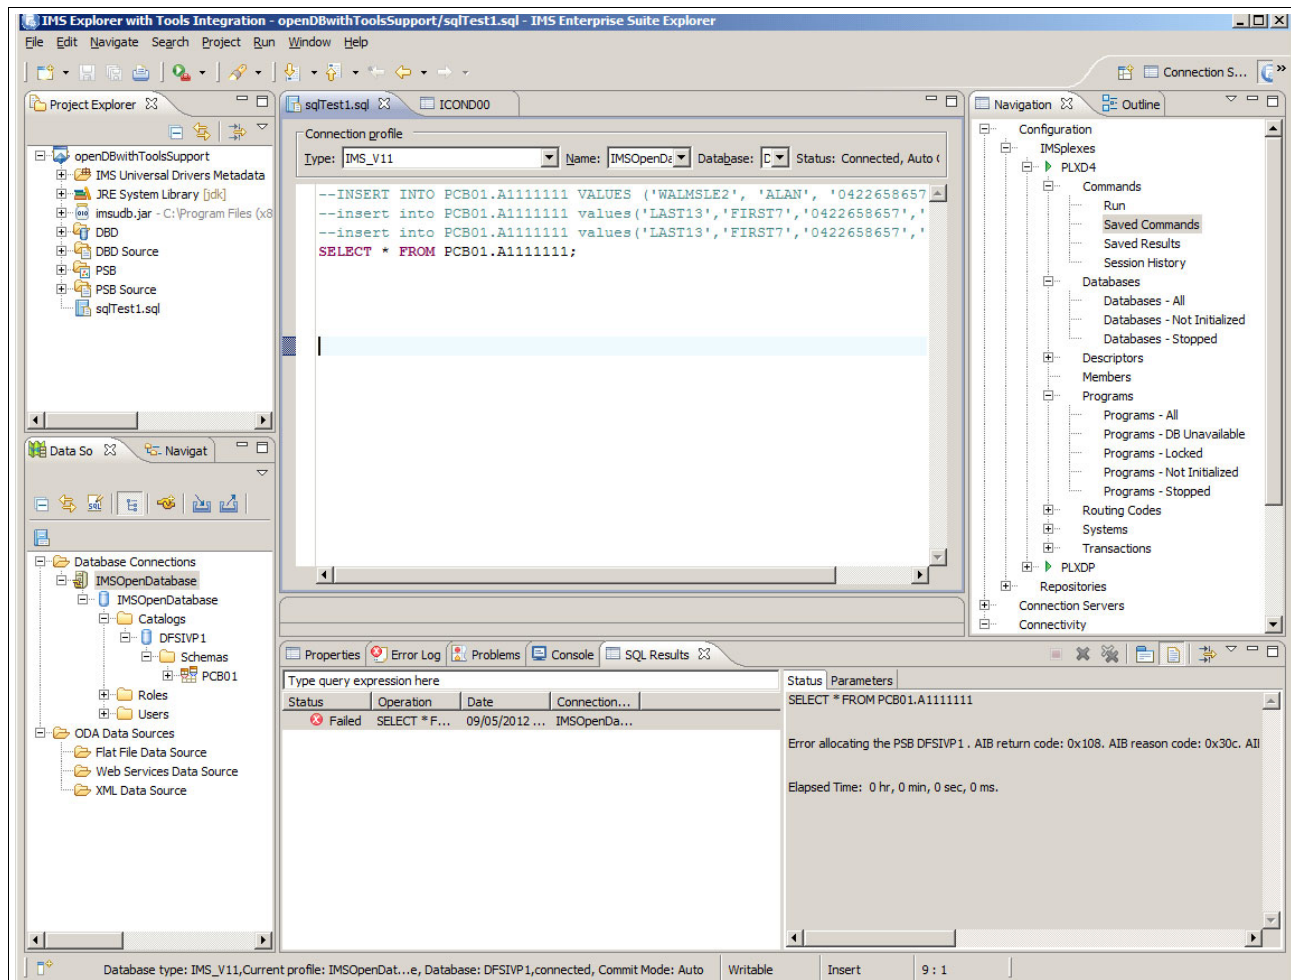 IMS Explorer with Tools Integration - openDBwithToolsSupport/sqlTest1.sql - IMS Enterprise Suite Explorer
File Edit Navigate Search Project Run Window Help
Connection S... »
Project Explorer
openDBwithToolsSupport
IMS Universal Drivers Metadata
JRE System Library [jdk]
imsudb.jar - C:\Program Files (x8
DBD
DBD Source
PSB
PSB Source
sqlTest1.sql
Data So Navigat
Database Connections
IMSOpenDatabase
IMSOpenDatabase
Catalogs
DFSIVP1
Schemas
PCB01
Roles
Users
ODA Data Sources
Flat File Data Source
Web Services Data Source
XML Data Source
sqlTest1.sql ICOND00
Connection profile
Type: IMS_V11 Name: IMSOpenDa Database: D Status: Connected, Auto (
--INSERT INTO PCB01.A1111111 VALUES ('WALMSLE2', 'ALAN', '0422658657
--insert into PCB01.A1111111 values('LAST13','FIRST7','0422658657','
--insert into PCB01.A1111111 values('LAST13','FIRST7','0422658657','
SELECT * FROM PCB01.A1111111;
Navigation Outline
Configuration
IMSplexes
PLXD4
Commands
Run
Saved Commands
Saved Results
Session History
Databases
Databases - All
Databases - Not Initialized
Databases - Stopped
Descriptors
Members
Programs
Programs - All
Programs - DB Unavailable
Programs - Locked
Programs - Not Initialized
Programs - Stopped
Routing Codes
Systems
Transactions
PLXDP
Repositories
Connection Servers
Connectivity
Properties Error Log Problems Console SQL Results
Type query expression here
Status Operation Date Connection...
Failed SELECT * F... 09/05/2012 ... IMSOpenDa...
Status Parameters
SELECT * FROM PCB01.A1111111
Error allocating the PSB DFSIVP1 . AIB return code: 0x108. AIB reason code: 0x30c. AII
Elapsed Time: 0 hr, 0 min, 0 sec, 0 ms.
Database type: IMS_V11,Current profile: IMSOpenDat...e, Database: DFSIVP1,connected, Commit Mode: Auto Writable Insert 9 : 1